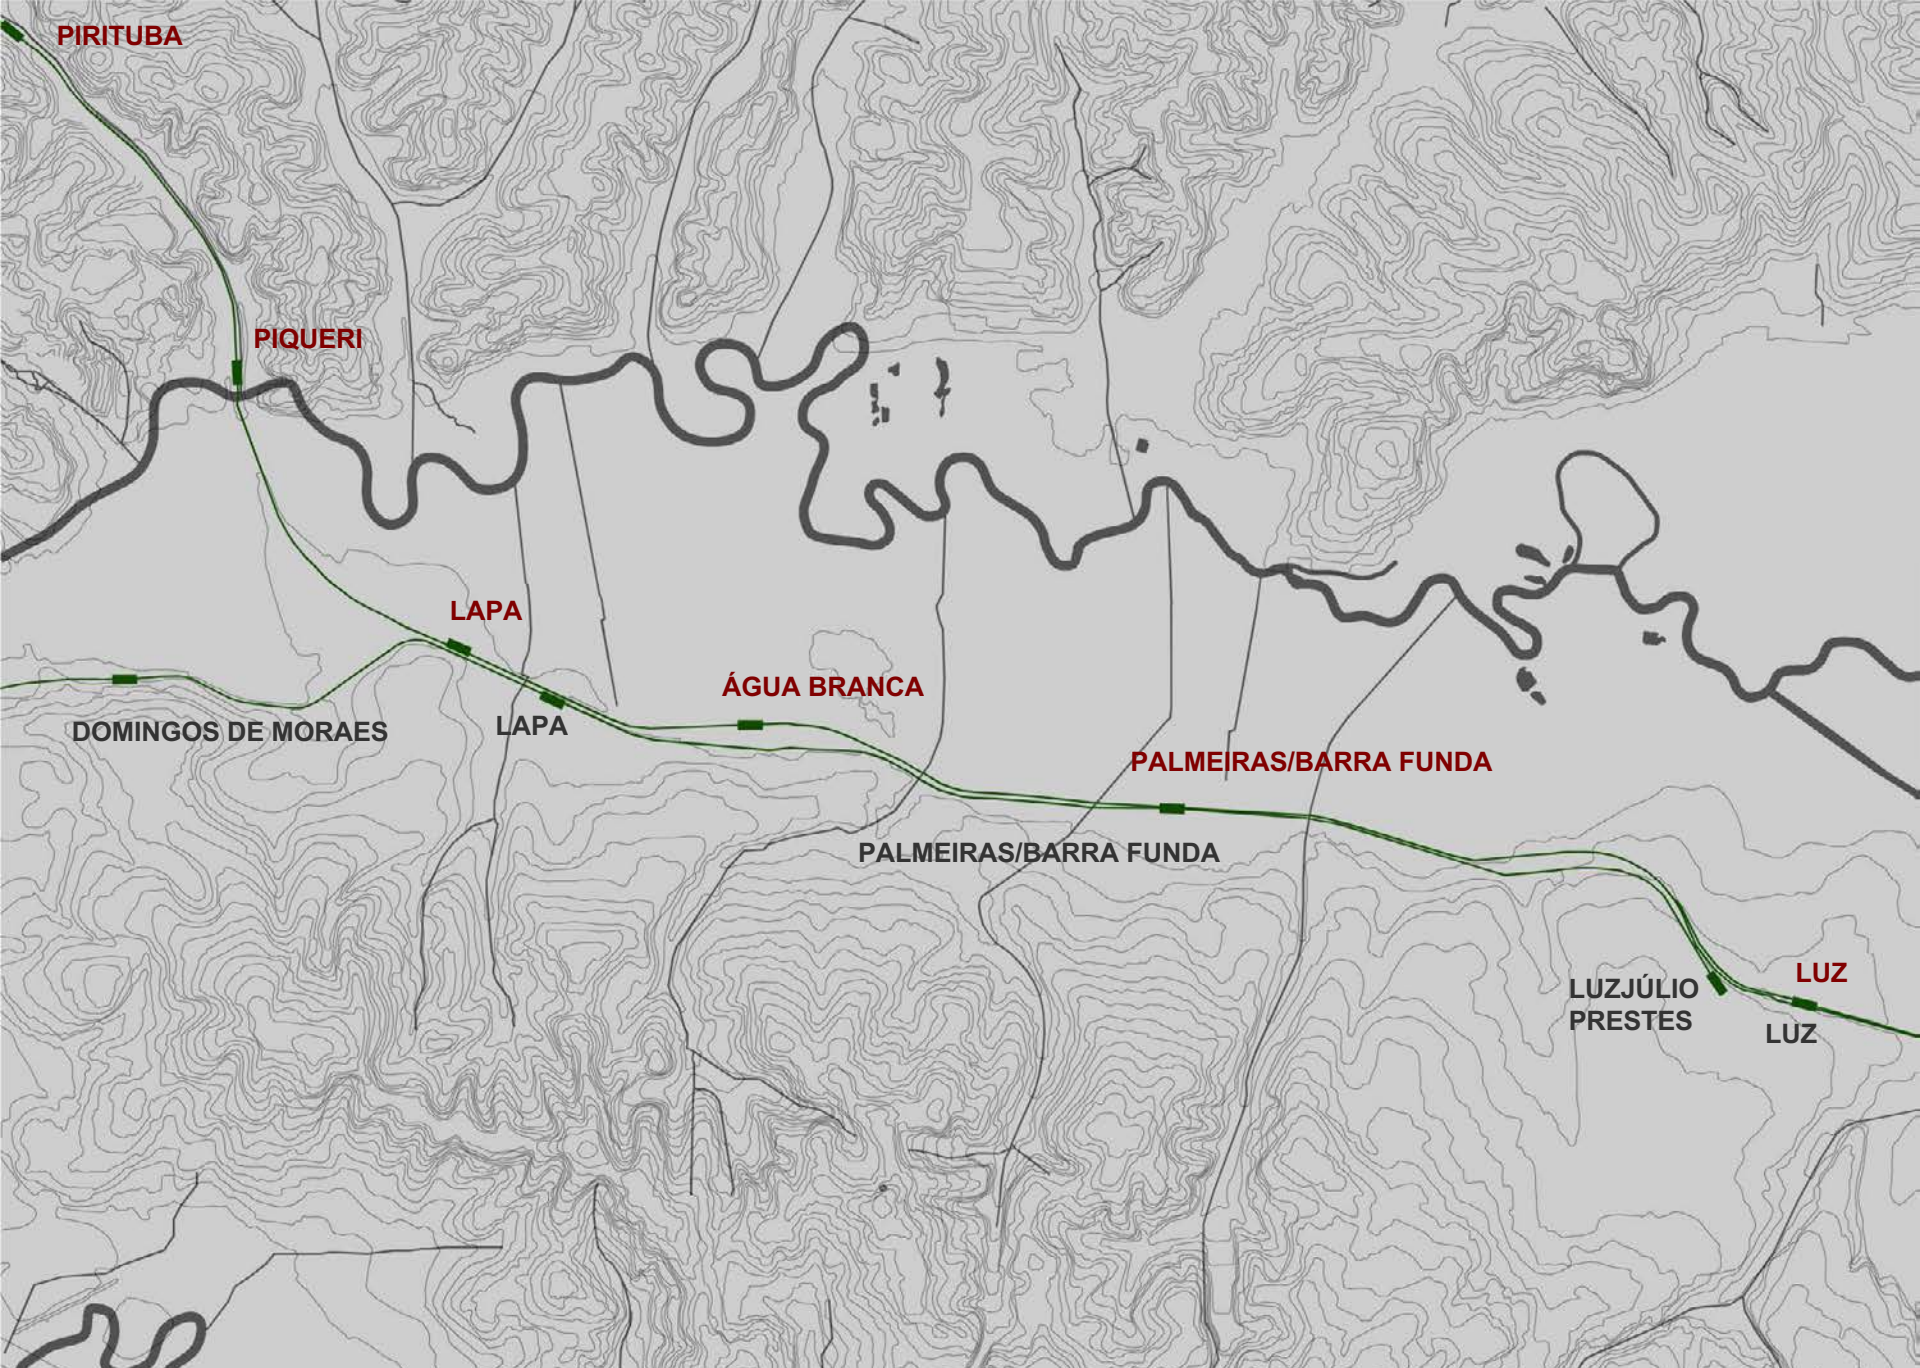 PIRITUBA
PIQUERI
LAPA
ÁGUA BRANCA
DOMINGOS DE MORAES
LAPA
PALMEIRAS/BARRA FUNDA
PALMEIRAS/BARRA FUNDA
LUZ
LUZJÚLIO
PRESTES
LUZ